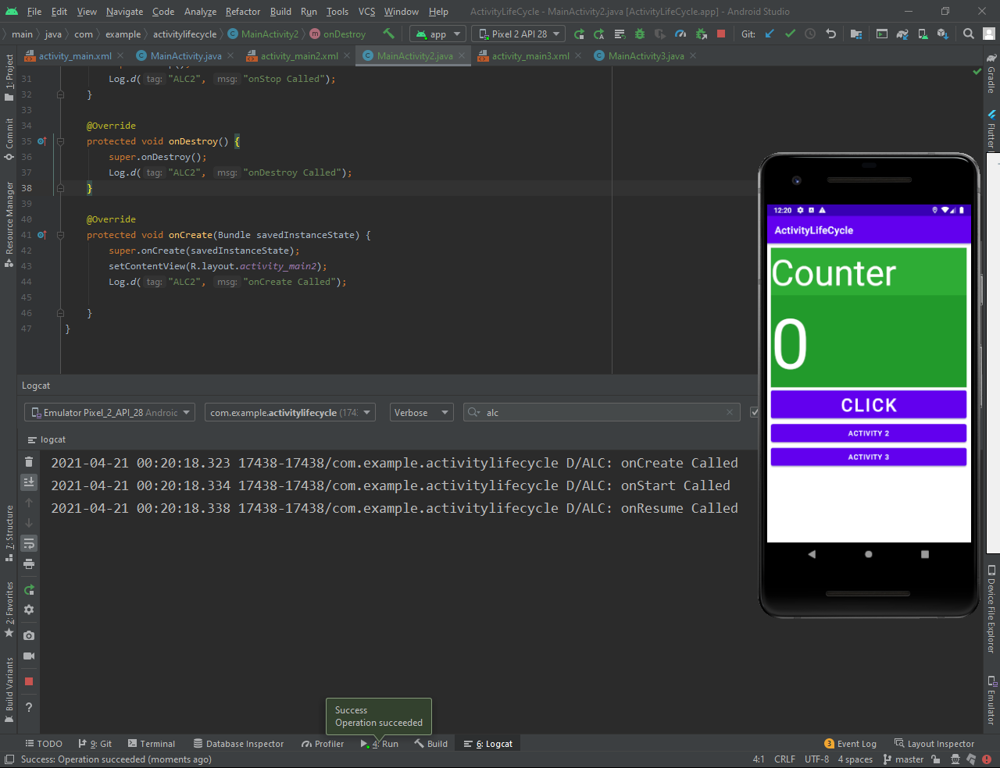 File Edit View Navigate Code Analyze Refactor Build Run Tools VCS Window Help ActivityLifeCycle - MainActivity2.java [ActivityLifeCycle.app] - Android Studio
main java com example activitylifecycle MainActivity2 onDestroy app Pixel 2 API 28 Git:
activity_main.xml MainActivity.java activity_main2.xml MainActivity2.java activity_main3.xml MainActivity3.java
31 Log.d( tag: "ALC2", msg: "onStop Called");
32 }
33
34 @Override
35 protected void onDestroy() {
36 super.onDestroy();
37 Log.d( tag: "ALC2", msg: "onDestroy Called");
38 }
39
40 @Override
41 protected void onCreate(Bundle savedInstanceState) {
42 super.onCreate(savedInstanceState);
43 setContentView(R.layout.activity_main2);
44 Log.d( tag: "ALC2", msg: "onCreate Called");
45
46 }
47 }
1: Project
Commit
Resource Manager
7: Structure
2: Favorites
Build Variants
Gradle
Flutter
Device File Explorer
Emulator
12:20
ActivityLifeCycle
Counter
0
CLICK
ACTIVITY 2
ACTIVITY 3
Logcat
Emulator Pixel_2_API_28 Androic com.example.activitylifecycle (174: Verbose alc
logcat
2021-04-21 00:20:18.323 17438-17438/com.example.activitylifecycle D/ALC: onCreate Called
2021-04-21 00:20:18.334 17438-17438/com.example.activitylifecycle D/ALC: onStart Called
2021-04-21 00:20:18.338 17438-17438/com.example.activitylifecycle D/ALC: onResume Called
Success
Operation succeeded
TODO 9: Git Terminal Database Inspector Profiler 4: Run Build 6: Logcat 3 Event Log Layout Inspector
Success: Operation succeeded (moments ago) 4:1 CRLF UTF-8 4 spaces master